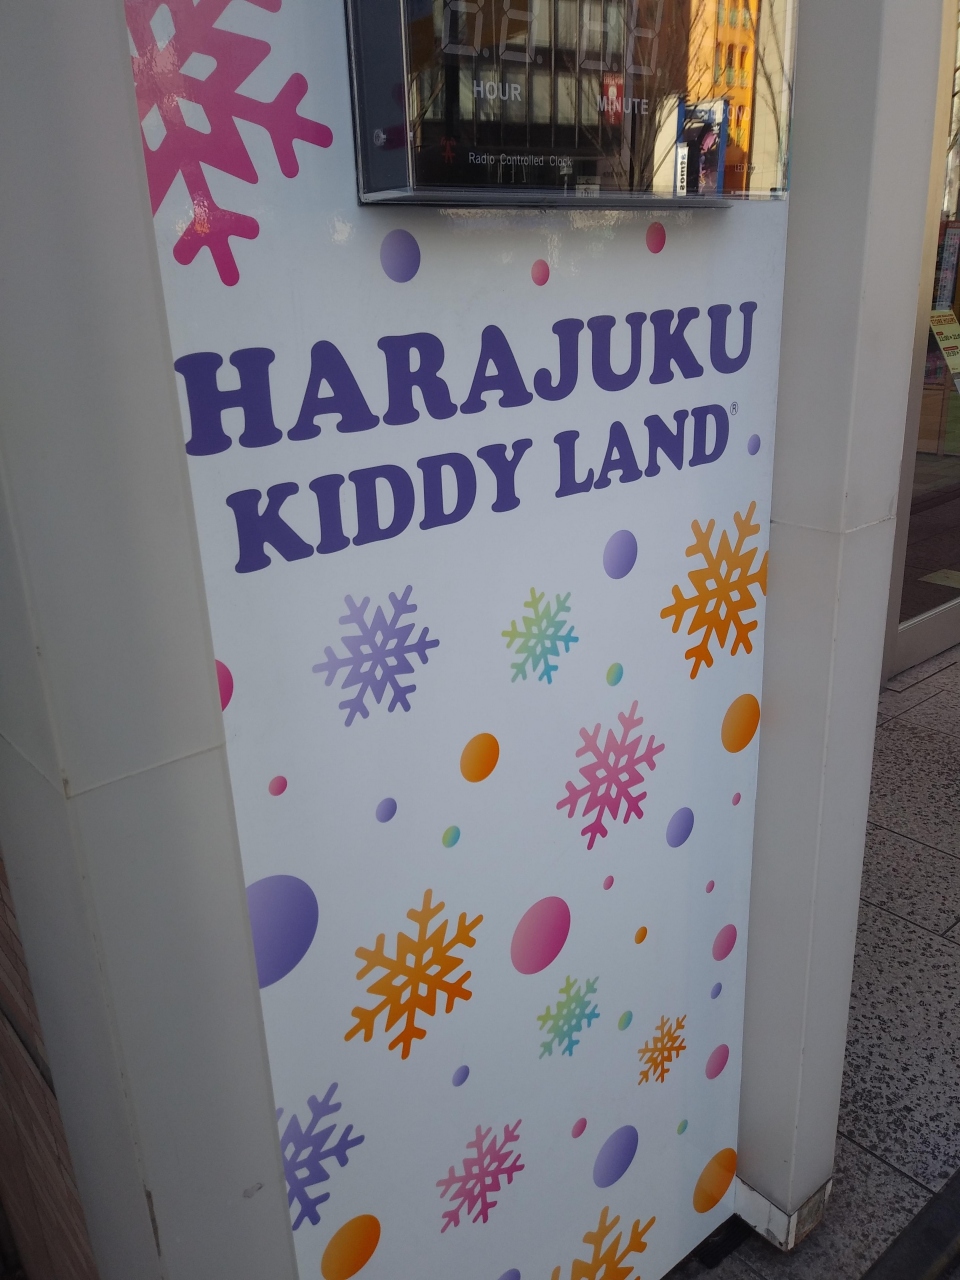 HOUR MINUTE
Radio Controlled Clock
HARAJUKU
KIDDY LAND®